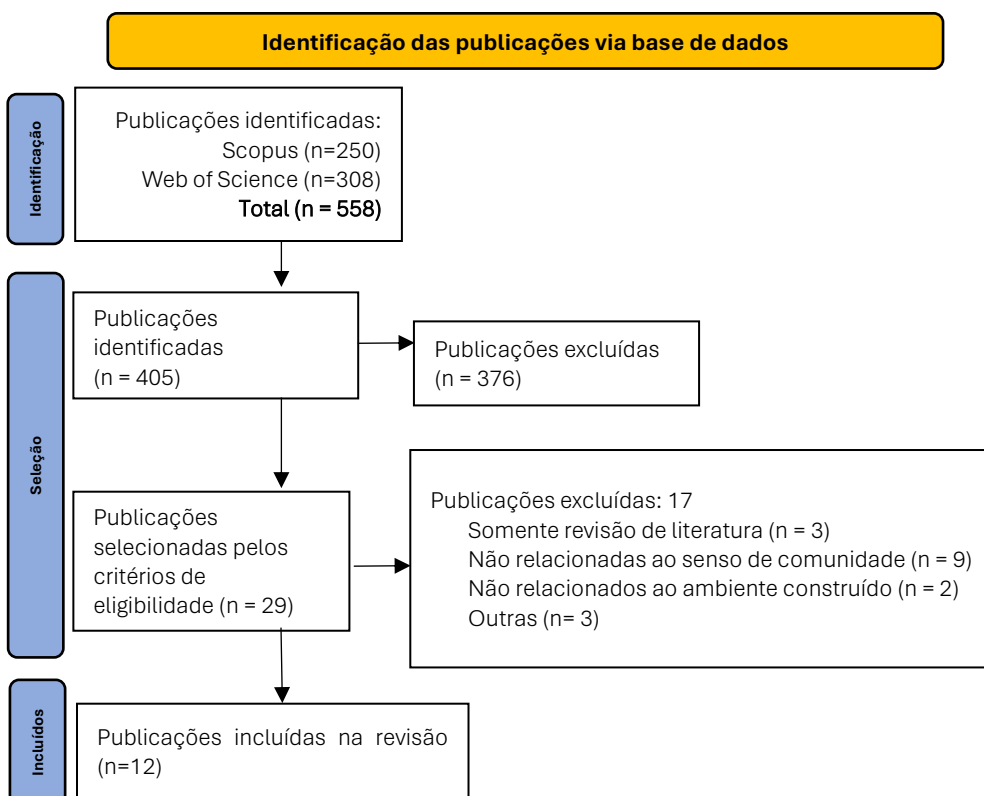 Identificação das publicações via base de dados
Identificação
Publicações identificadas:
Scopus (n=250)
Web of Science (n=308)
Total (n = 558)
Seleção
Publicações
identificadas
(n = 405)
Publicações excluídas
(n = 376)
Publicações
selecionadas pelos
critérios de
eligibilidade (n = 29)
Publicações excluídas: 17
Somente revisão de literatura (n = 3)
Não relacionadas ao senso de comunidade (n = 9)
Não relacionados ao ambiente construído (n = 2)
Outras (n= 3)
Incluídos
Publicações incluídas na revisão
(n=12)